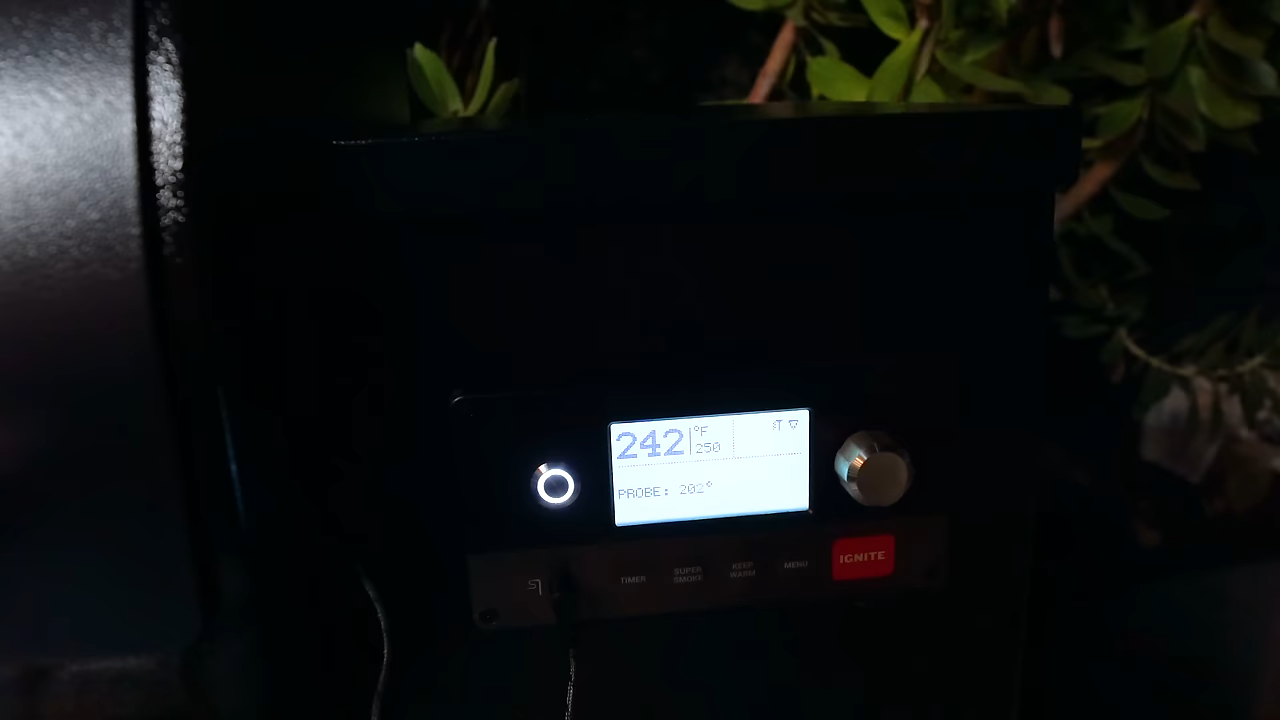 242 °F
250
PROBE: 202°
TIMER
SUPER
SMOKE
KEEP
WARM
MENU
IGNITE